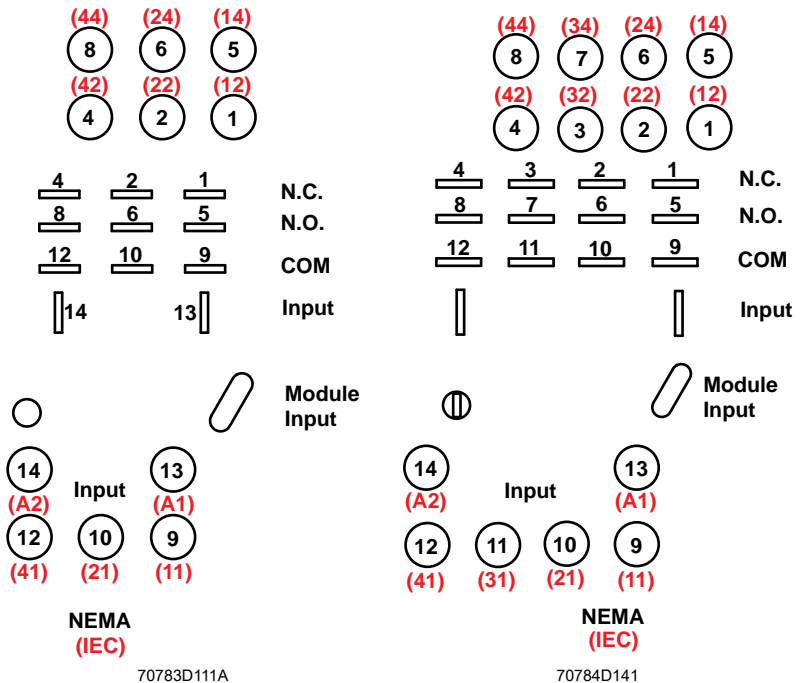 (44) (24) (14)
8 6 5
(42) (22) (12)
4 2 1
4 2 1 N.C.
8 6 5 N.O.
12 10 9 COM
14 13 Input
Module
Input
14 13
Input
(A2) (A1)
12 10 9
(41) (21) (11)
NEMA
(IEC)
70783D111A
(44) (34) (24) (14)
8 7 6 5
(42) (32) (22) (12)
4 3 2 1
4 3 2 1 N.C.
8 7 6 5 N.O.
12 11 10 9 COM
Input
Module
Input
14 13
Input
(A2) (A1)
12 11 10 9
(41) (31) (21) (11)
NEMA
(IEC)
70784D141